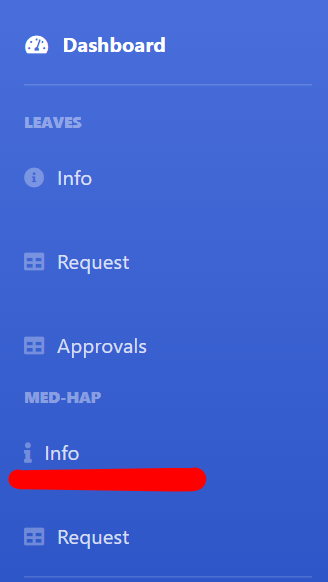 Dashboard
LEAVES
Info
Request
Approvals
MED-HAP
Info
Request